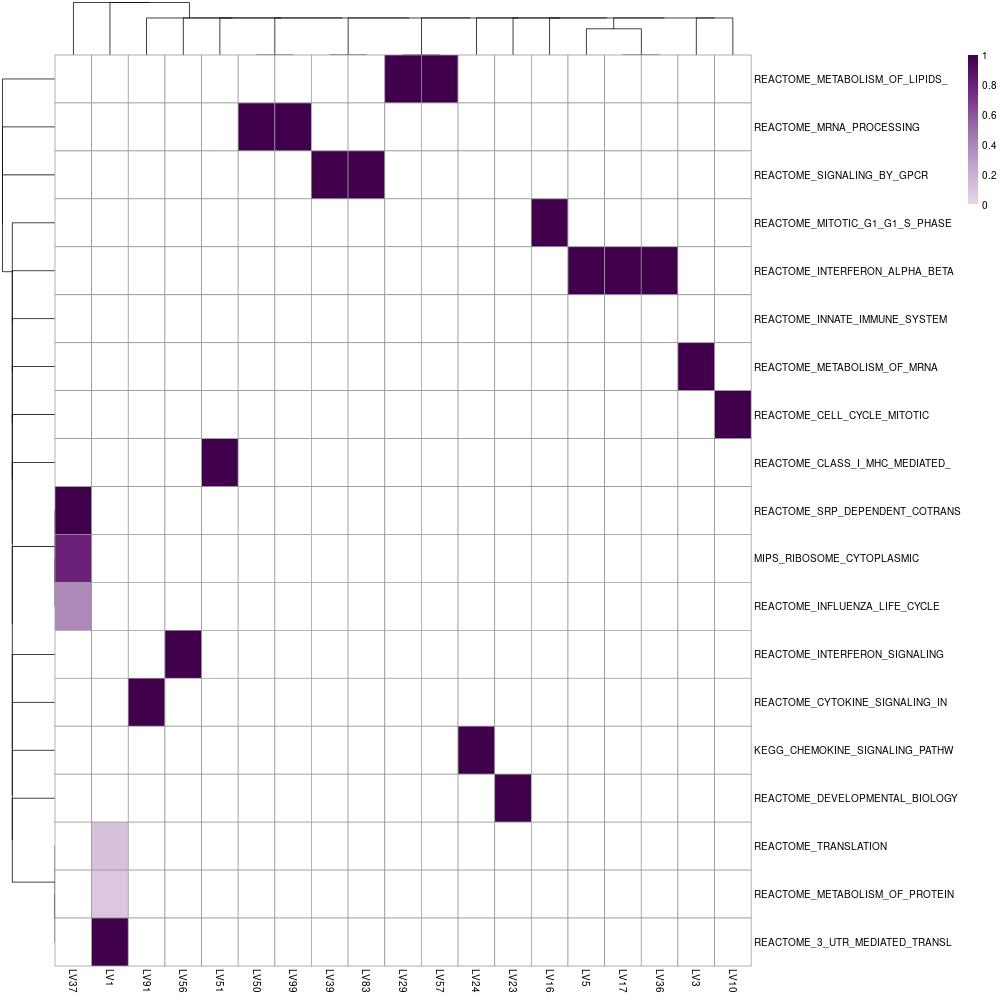 REACTOME_METABOLISM_OF_LIPIDS_
REACTOME_MRNA_PROCESSING
REACTOME_SIGNALING_BY_GPCR
REACTOME_MITOTIC_G1_G1_S_PHASE
REACTOME_INTERFERON_ALPHA_BETA
REACTOME_INNATE_IMMUNE_SYSTEM
REACTOME_METABOLISM_OF_MRNA
REACTOME_CELL_CYCLE_MITOTIC
REACTOME_CLASS_I_MHC_MEDIATED_
REACTOME_SRP_DEPENDENT_COTRANS
MIPS_RIBOSOME_CYTOPLASMIC
REACTOME_INFLUENZA_LIFE_CYCLE
REACTOME_INTERFERON_SIGNALING
REACTOME_CYTOKINE_SIGNALING_IN
KEGG_CHEMOKINE_SIGNALING_PATHW
REACTOME_DEVELOPMENTAL_BIOLOGY
REACTOME_TRANSLATION
REACTOME_METABOLISM_OF_PROTEIN
REACTOME_3_UTR_MEDIATED_TRANSL
LV37
LV1
LV91
LV56
LV51
LV50
LV99
LV39
LV83
LV29
LV57
LV24
LV23
LV16
LV5
LV17
LV36
LV3
LV10
1
0.8
0.6
0.4
0.2
0